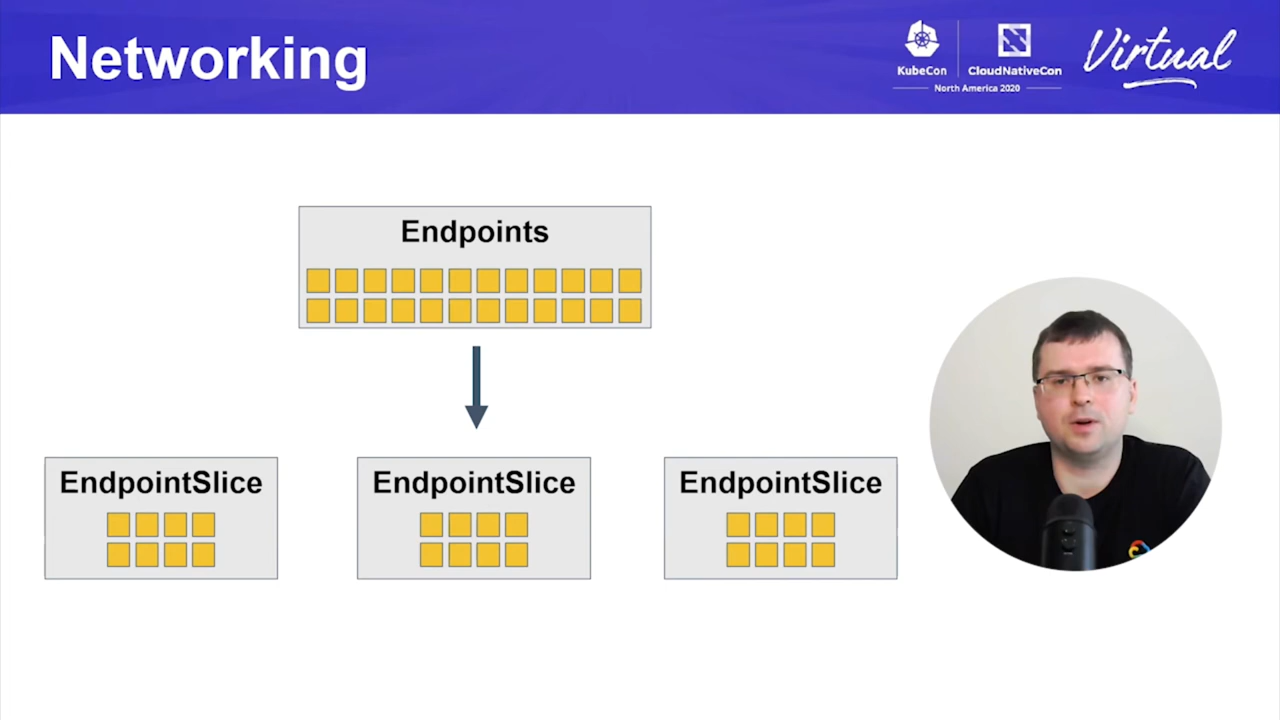 Networking
KubeCon
CloudNativeCon
North America 2020
Virtual
Endpoints
EndpointSlice
EndpointSlice
EndpointSlice